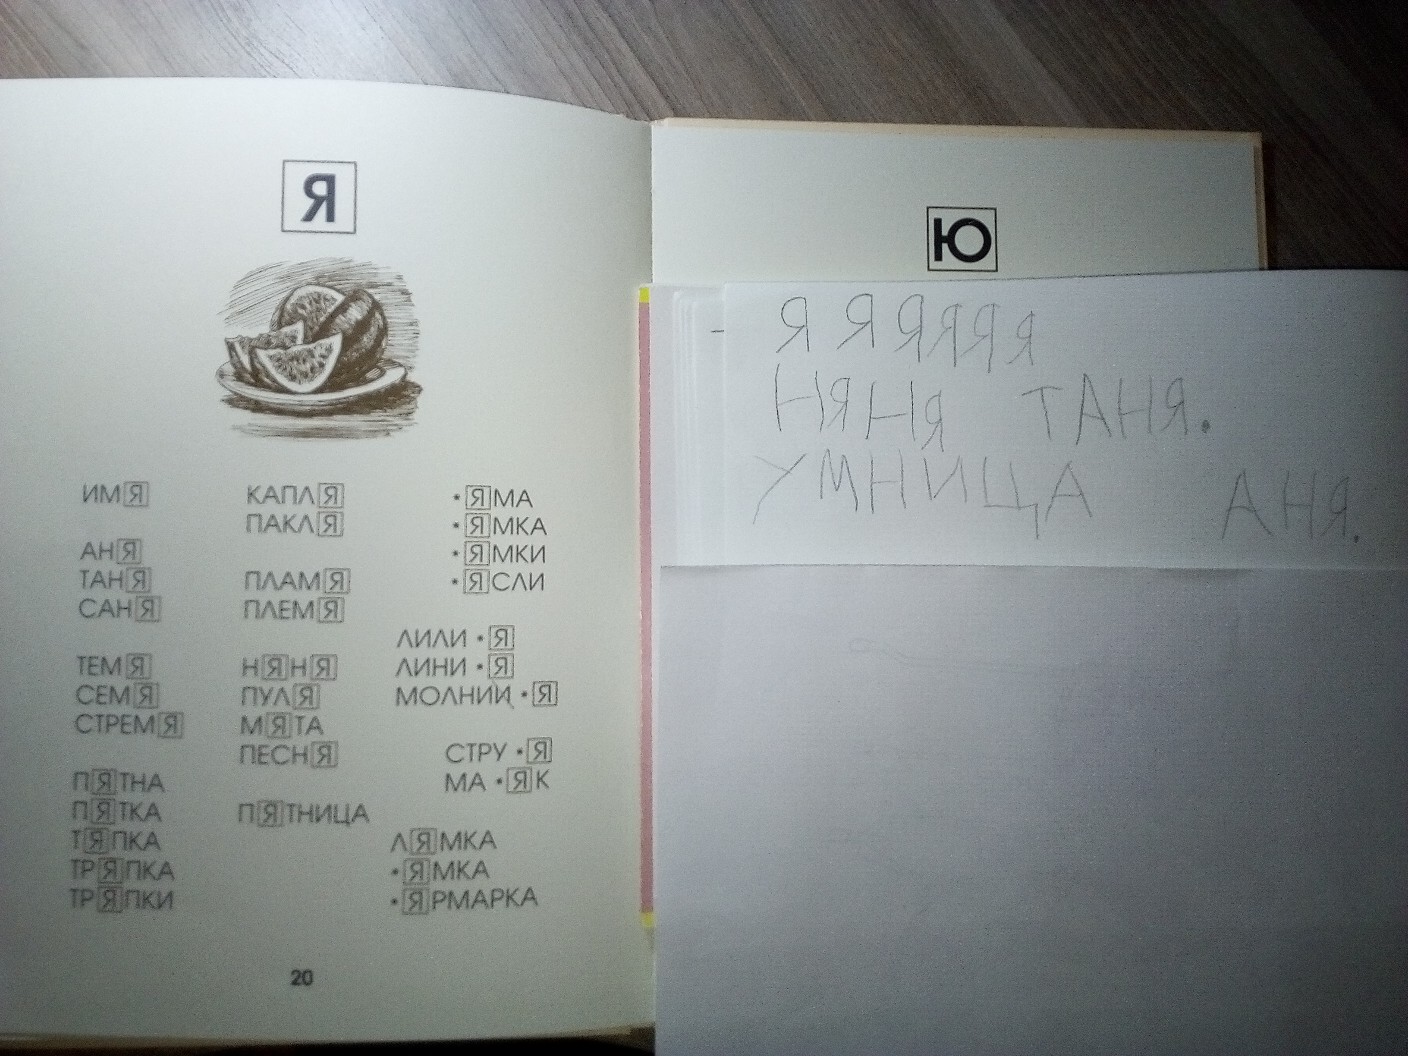 Я
ИМЯ
АНЯ
ТАНЯ
САНЯ
ТЕМЯ
СЕМЯ
СТРЕМЯ
ПЯТНА
ПЯТКА
ТЯПКА
ТРЯПКА
ТРЯПКИ
КАПЛЯ
ПАКЛЯ
ПЛАМЯ
ПЛЕМЯ
НЯНЯ
ПУЛЯ
МЯТА
ПЕСНЯ
ПЯТНИЦА
•ЯМА
•ЯМКА
•ЯМКИ
•ЯСЛИ
ЛИЛИ•Я
ЛИНИ•Я
МОЛНИИ•Я
СТРУ•Я
МА•ЯК
ЛЯМКА
•ЯМКА
•ЯРМАРКА
20
Ю
Я Я Я Я Я Я
НЯНЯ ТАНЯ.
УМНИЦА АНЯ.